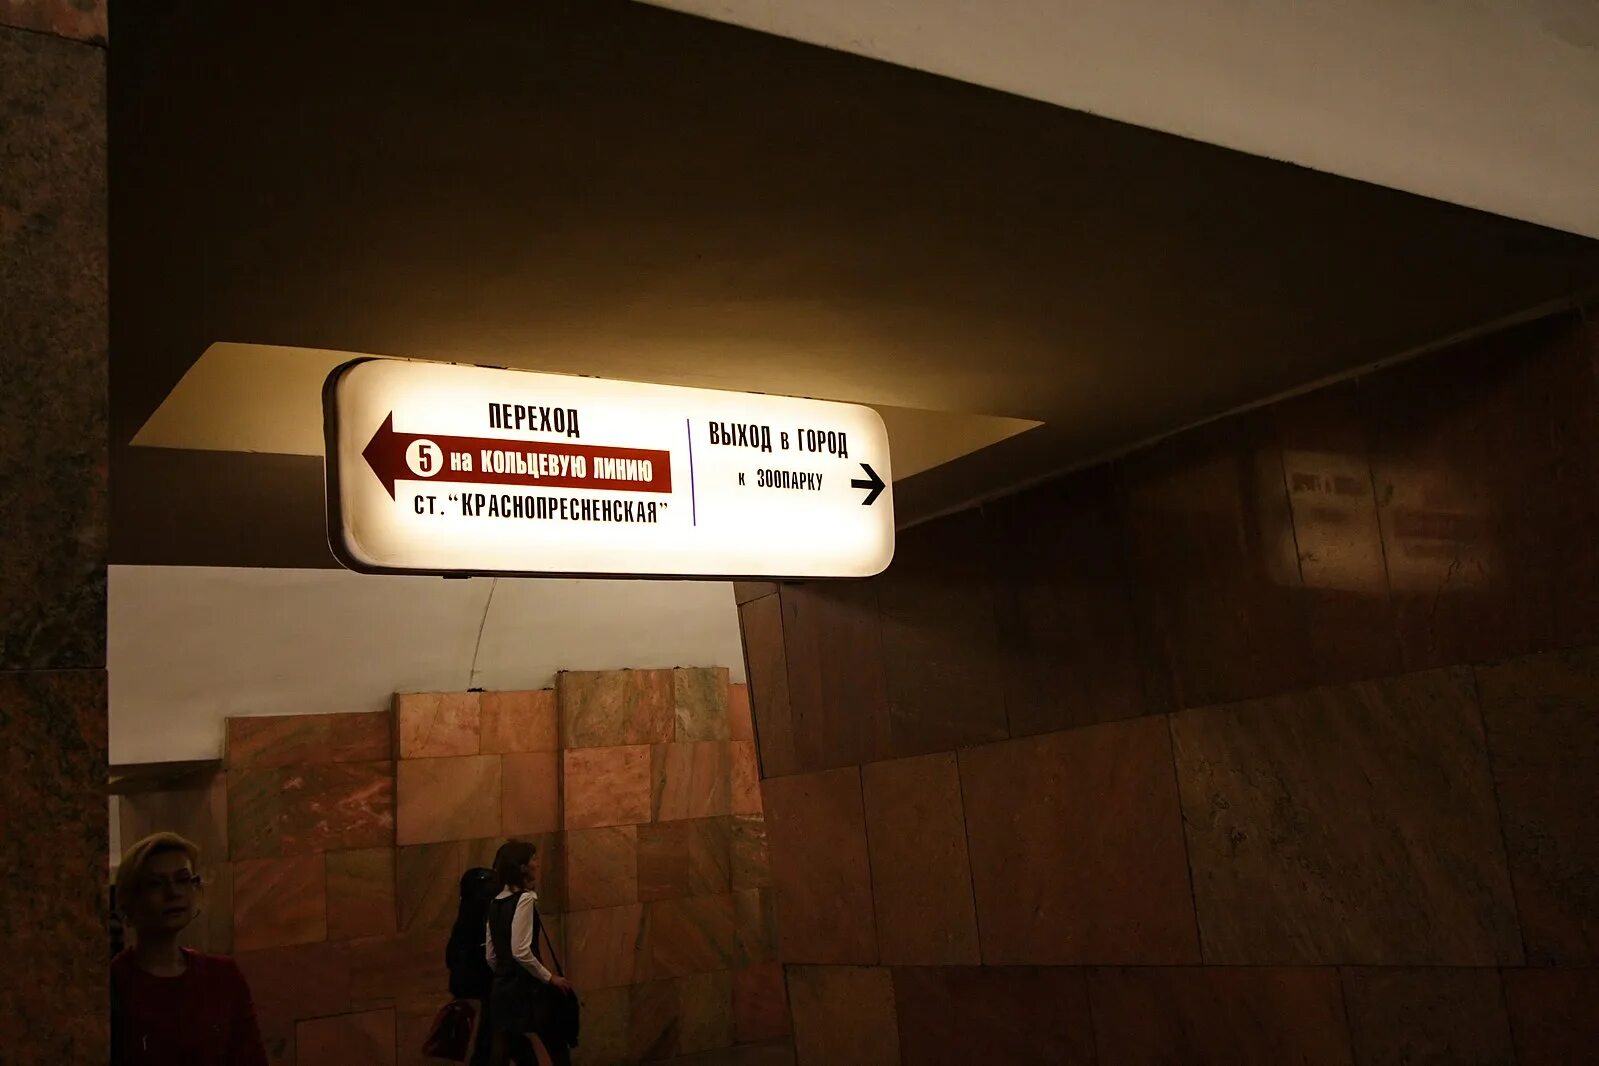 ПЕРЕХОД
5 на КОЛЬЦЕВУЮ ЛИНИЮ
ст. "КРАСНОПРЕСНЕНСКАЯ"
ВЫХОД в ГОРОД
к ЗООПАРКУ